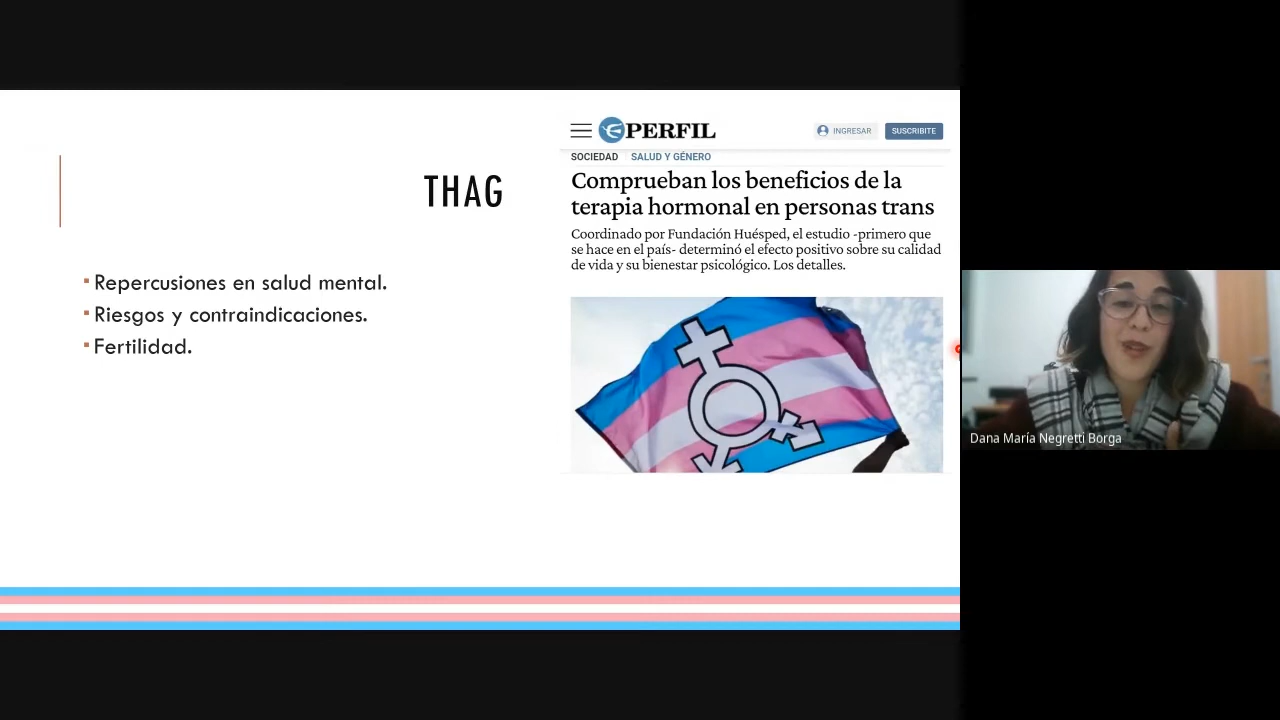 THAG
Repercusiones en salud mental.
Riesgos y contraindicaciones.
Fertilidad.
PERFIL
INGRESAR
SUSCRIBITE
SOCIEDAD SALUD Y GÉNERO
Comprueban los beneficios de la
terapia hormonal en personas trans
Coordinado por Fundación Huésped, el estudio -primero que
se hace en el país- determinó el efecto positivo sobre su calidad
de vida y su bienestar psicológico. Los detalles.
Dana María Negretti Borga